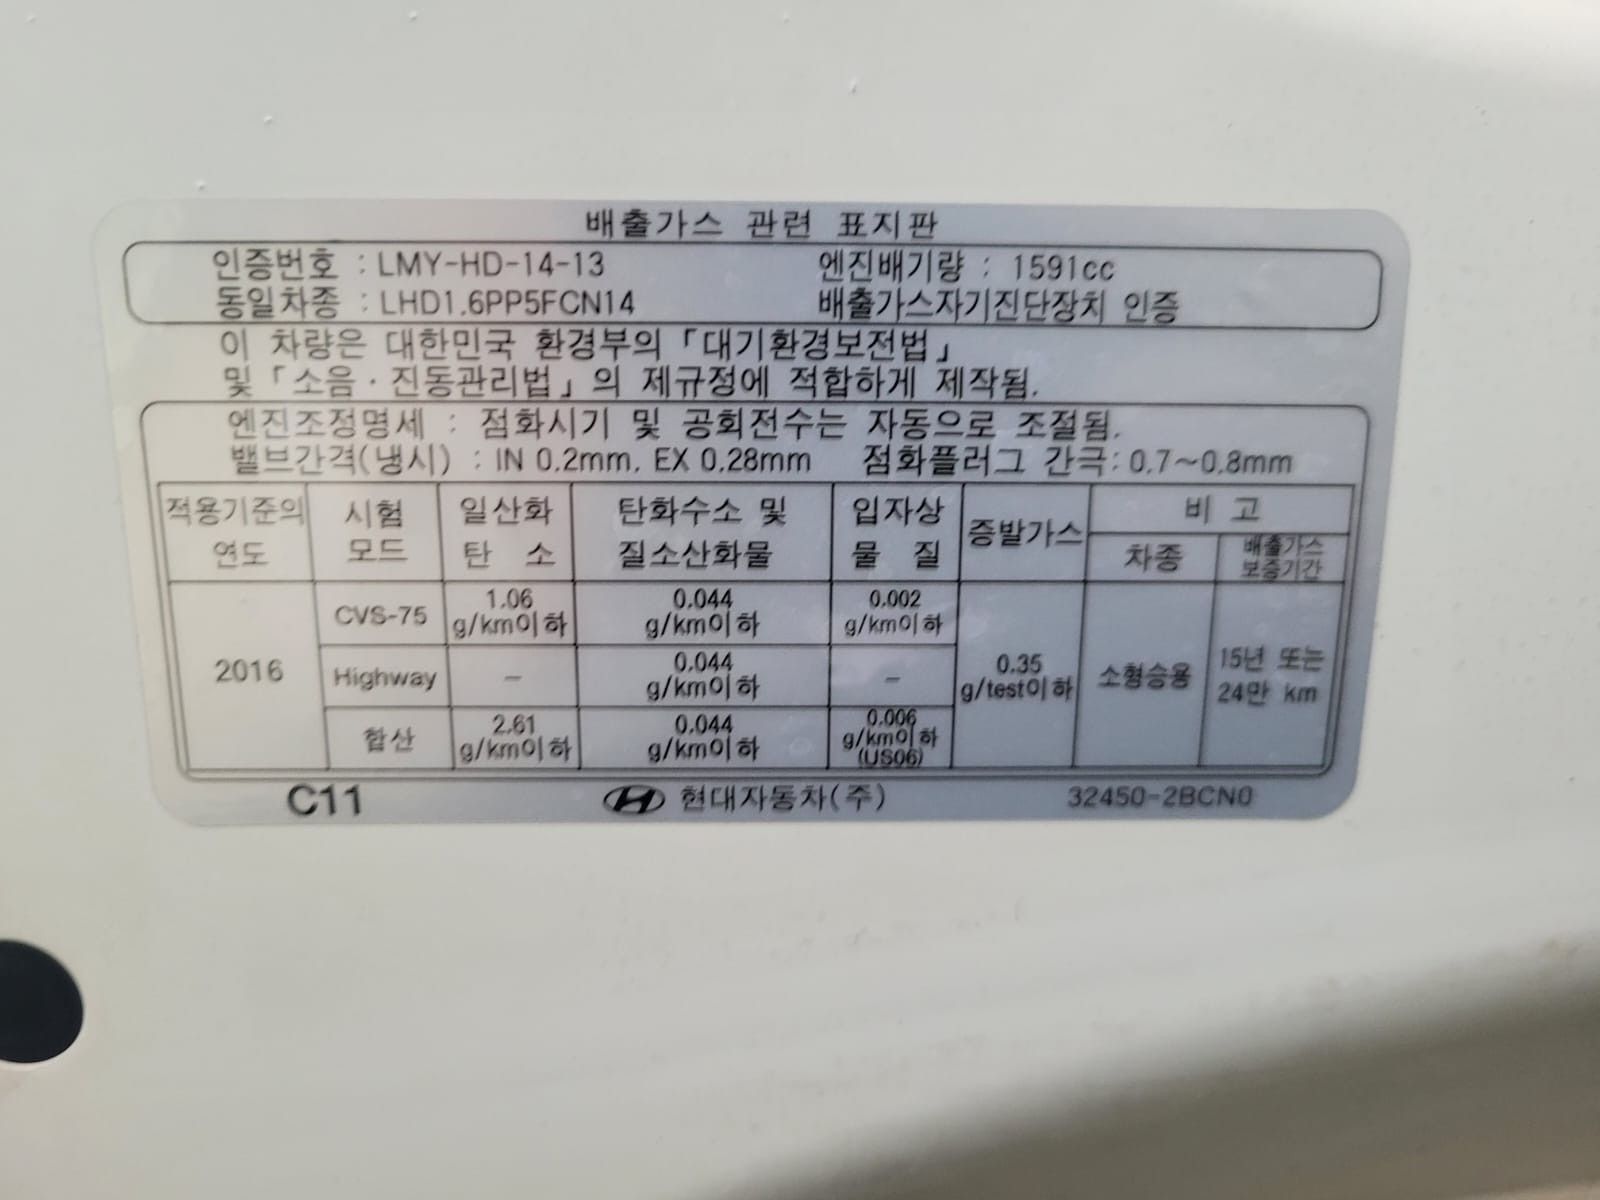 배출가스 관련 표지판
인증번호 : LMY-HD-14-13 엔진배기량 : 1591cc
동일차종 : LHD1.6PP5FCN14 배출가스자기진단장치 인증
이 차량은 대한민국 환경부의 「대기환경보전법」
및 「소음·진동관리법」의 제규정에 적합하게 제작됨.
엔진조정명세 : 점화시기 및 공회전수는 자동으로 조절됨.
밸브간격(냉시) : IN 0.2mm, EX 0.28mm 점화플러그 간극: 0.7~0.8mm
적용기준의 연도 시험 모드 일산화 탄소 탄화수소 및 질소산화물 입자상 물질 증발가스 비고
차종 배출가스 보증기간
2016 CVS-75 1.06 g/km이하 0.044 g/km이하 0.002 g/km이하 0.35 g/test이하 소형승용 15년 또는 24만 km
Highway - 0.044 g/km이하 -
합산 2.61 g/km이하 0.044 g/km이하 0.006 g/km이하 (US06)
C11 현대자동차(주) 32450-2BCN0